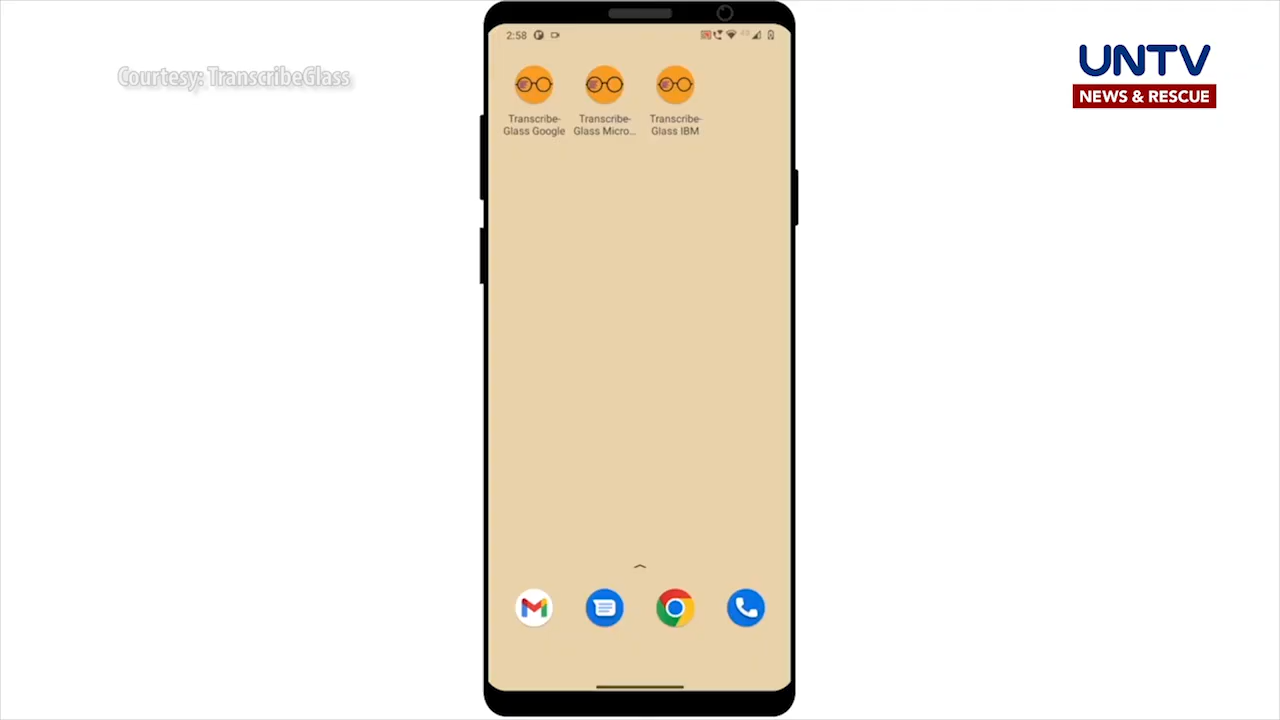 2:58
Courtesy: TranscribeGlass
UNTV
NEWS & RESCUE
Transcribe-
Glass Google
Transcribe-
Glass Micro...
Transcribe-
Glass IBM